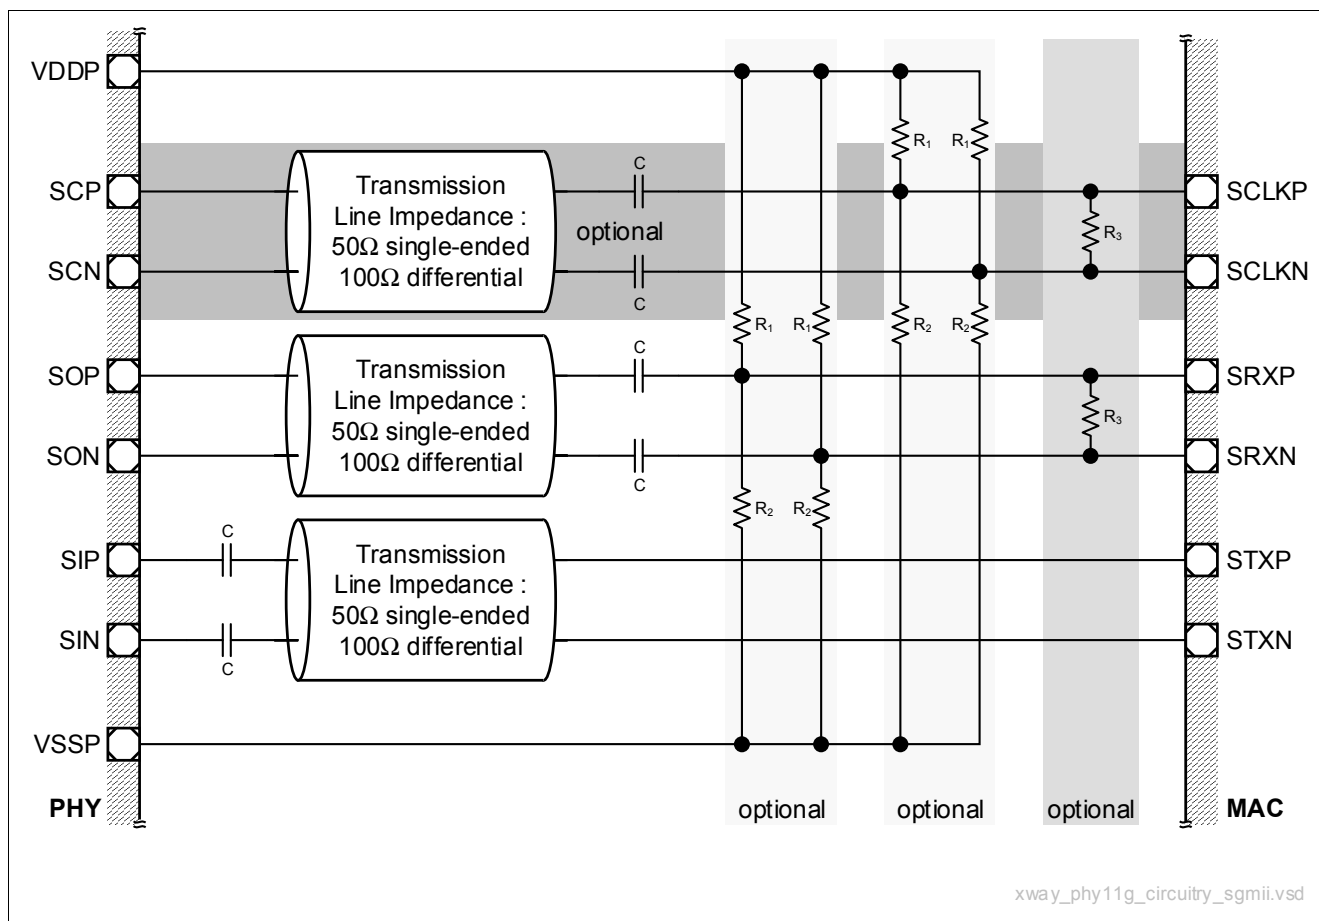 VDDP
R₁ R₁
C
SCP
Transmission
Line Impedance :
50Ω single-ended
100Ω differential
optional
SCLKP
R₃
SCN
C
SCLKN
R₁ R₁ R₂ R₂
C
SOP
Transmission
Line Impedance :
50Ω single-ended
100Ω differential
SRXP
R₃
SON
C
SRXN
R₂ R₂
C
SIP
Transmission
Line Impedance :
50Ω single-ended
100Ω differential
STXP
SIN
C
STXN
VSSP
PHY
optional optional optional
MAC
xway_phy11g_circuitry_sgmii.vsd